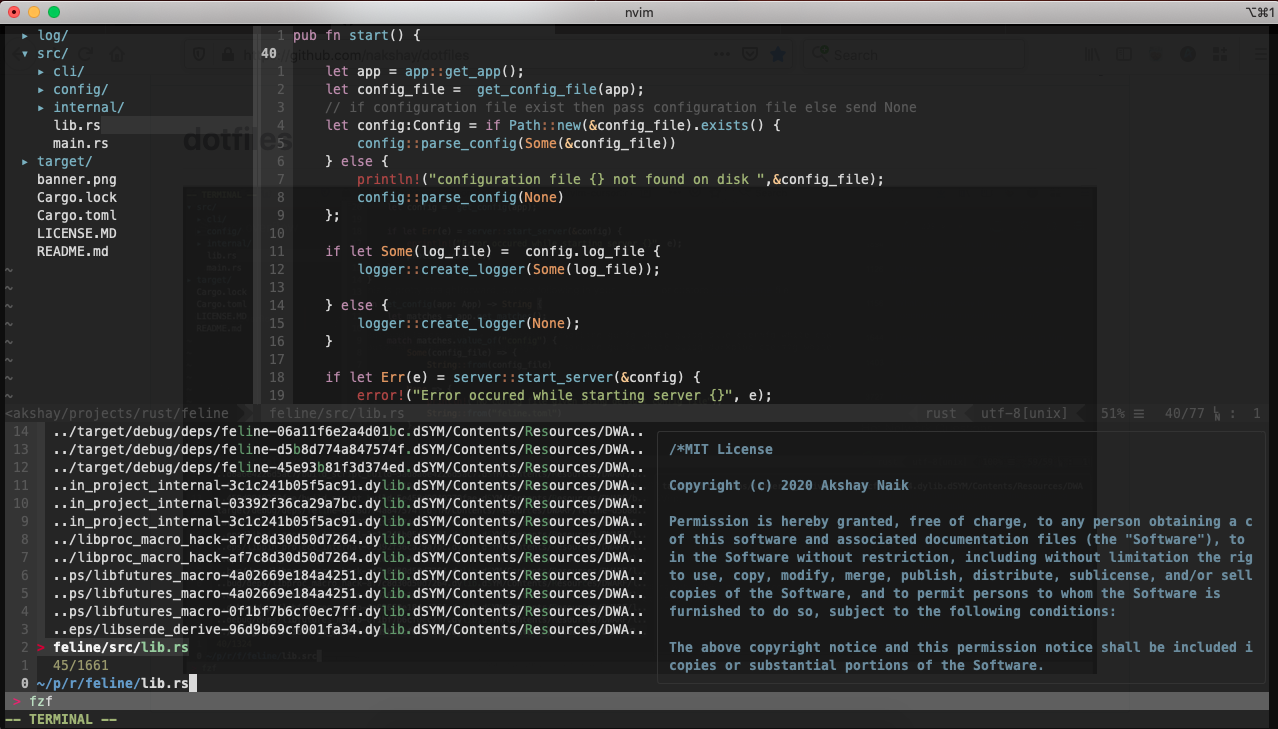 nvim
⌥⌘1
▸ log/
▾ src/
▸ cli/
▸ config/
▸ internal/
lib.rs
main.rs
▸ target/
banner.png
Cargo.lock
Cargo.toml
LICENSE.MD
README.md
~
~
~
~
~
~
~
~
dotfiles
Search
1 pub fn start() {
40
1 let app = app::get_app();
2 let config_file =  get_config_file(app);
3 // if configuration file exist then pass configuration file else send None
4 let config:Config = if Path::new(&config_file).exists() {
5 config::parse_config(Some(&config_file))
6 } else {
7 println!("configuration file {} not found on disk ",&config_file);
8 config::parse_config(None)
9 };
10
11 if let Some(log_file) =  config.log_file {
12 logger::create_logger(Some(log_file));
13
14 } else {
15 logger::create_logger(None);
16 }
17
18 if let Err(e) = server::start_server(&config) {
19 error!("Error occured while starting server {}", e);
<akshay/projects/rust/feline
feline/src/lib.rs
rust
utf-8[unix]
51% ☰ 40/77 ㏑ : 1
14 ../target/debug/deps/feline-06a11f6e2a4d01bc.dSYM/Contents/Resources/DWA..
13 ../target/debug/deps/feline-d5b8d774a847574f.dSYM/Contents/Resources/DWA..
12 ../target/debug/deps/feline-45e93b81f3d374ed.dSYM/Contents/Resources/DWA..
11 ..in_project_internal-3c1c241b05f5ac91.dylib.dSYM/Contents/Resources/DWA..
10 ..in_project_internal-03392f36ca29a7bc.dylib.dSYM/Contents/Resources/DWA..
9 ..in_project_internal-3c1c241b05f5ac91.dylib.dSYM/Contents/Resources/DWA..
8 ../libproc_macro_hack-af7c8d30d50d7264.dylib.dSYM/Contents/Resources/DWA..
7 ../libproc_macro_hack-af7c8d30d50d7264.dylib.dSYM/Contents/Resources/DWA..
6 ..ps/libfutures_macro-4a02669e184a4251.dylib.dSYM/Contents/Resources/DWA..
5 ..ps/libfutures_macro-4a02669e184a4251.dylib.dSYM/Contents/Resources/DWA..
4 ..ps/libfutures_macro-0f1bf7b6cf0ec7ff.dylib.dSYM/Contents/Resources/DWA..
3 ..eps/libserde_derive-96d9b69cf001fa34.dylib.dSYM/Contents/Resources/DWA..
2 > feline/src/lib.rs
1 45/1661
0 ~/p/r/feline/lib.rs
/*MIT License
Copyright (c) 2020 Akshay Naik
Permission is hereby granted, free of charge, to any person obtaining a c
of this software and associated documentation files (the "Software"), to
in the Software without restriction, including without limitation the rig
to use, copy, modify, merge, publish, distribute, sublicense, and/or sell
copies of the Software, and to permit persons to whom the Software is
furnished to do so, subject to the following conditions:
The above copyright notice and this permission notice shall be included i
copies or substantial portions of the Software.
> fzf
-- TERMINAL --